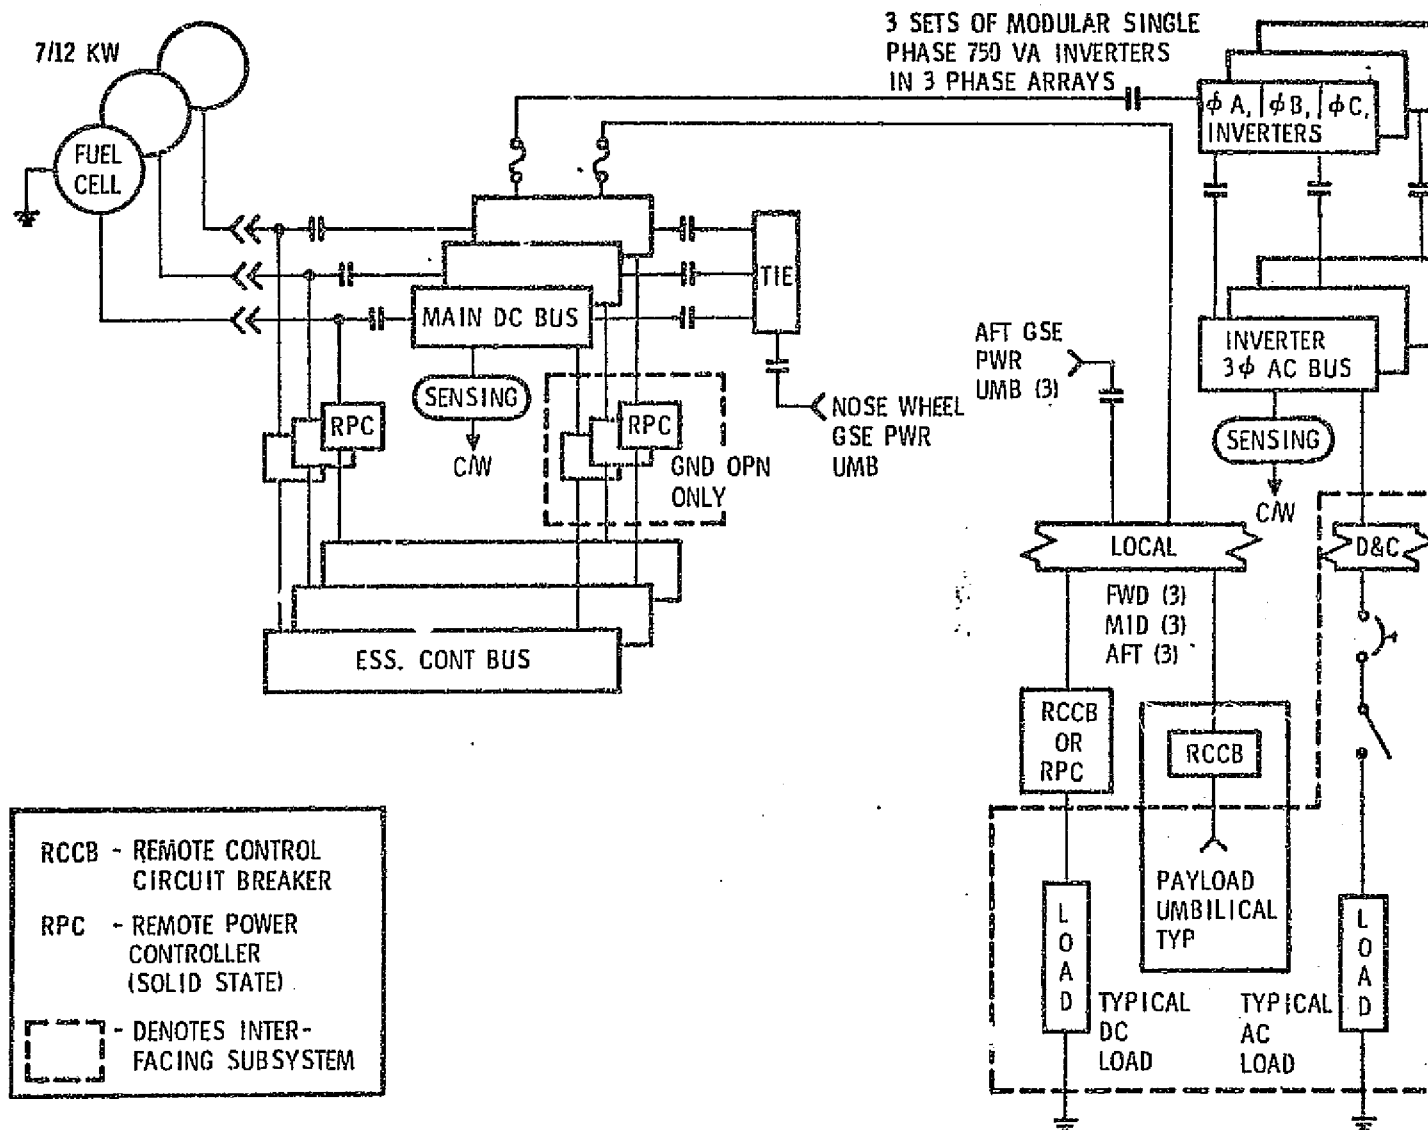 7/12 KW
FUEL
CELL
3 SETS OF MODULAR SINGLE
PHASE 750 VA INVERTERS
IN 3 PHASE ARRAYS
φ A, φ B, φ C,
INVERTERS
MAIN DC BUS
TIE
SENSING
C/W
RPC
RPC
GND OPN
ONLY
NOSE WHEEL
GSE PWR
UMB
AFT GSE
PWR
UMB (3)
INVERTER
3φ AC BUS
SENSING
C/W
ESS. CONT BUS
LOCAL
D&C
FWD (3)
MID (3)
AFT (3)
RCCB
OR
RPC
RCCB
PAYLOAD
UMBILICAL
TYP
LOAD
TYPICAL
DC
LOAD
TYPICAL
AC
LOAD
LOAD
RCCB - REMOTE CONTROL
CIRCUIT BREAKER
RPC - REMOTE POWER
CONTROLLER
(SOLID STATE)
- DENOTES INTER-
FACING SUBSYSTEM